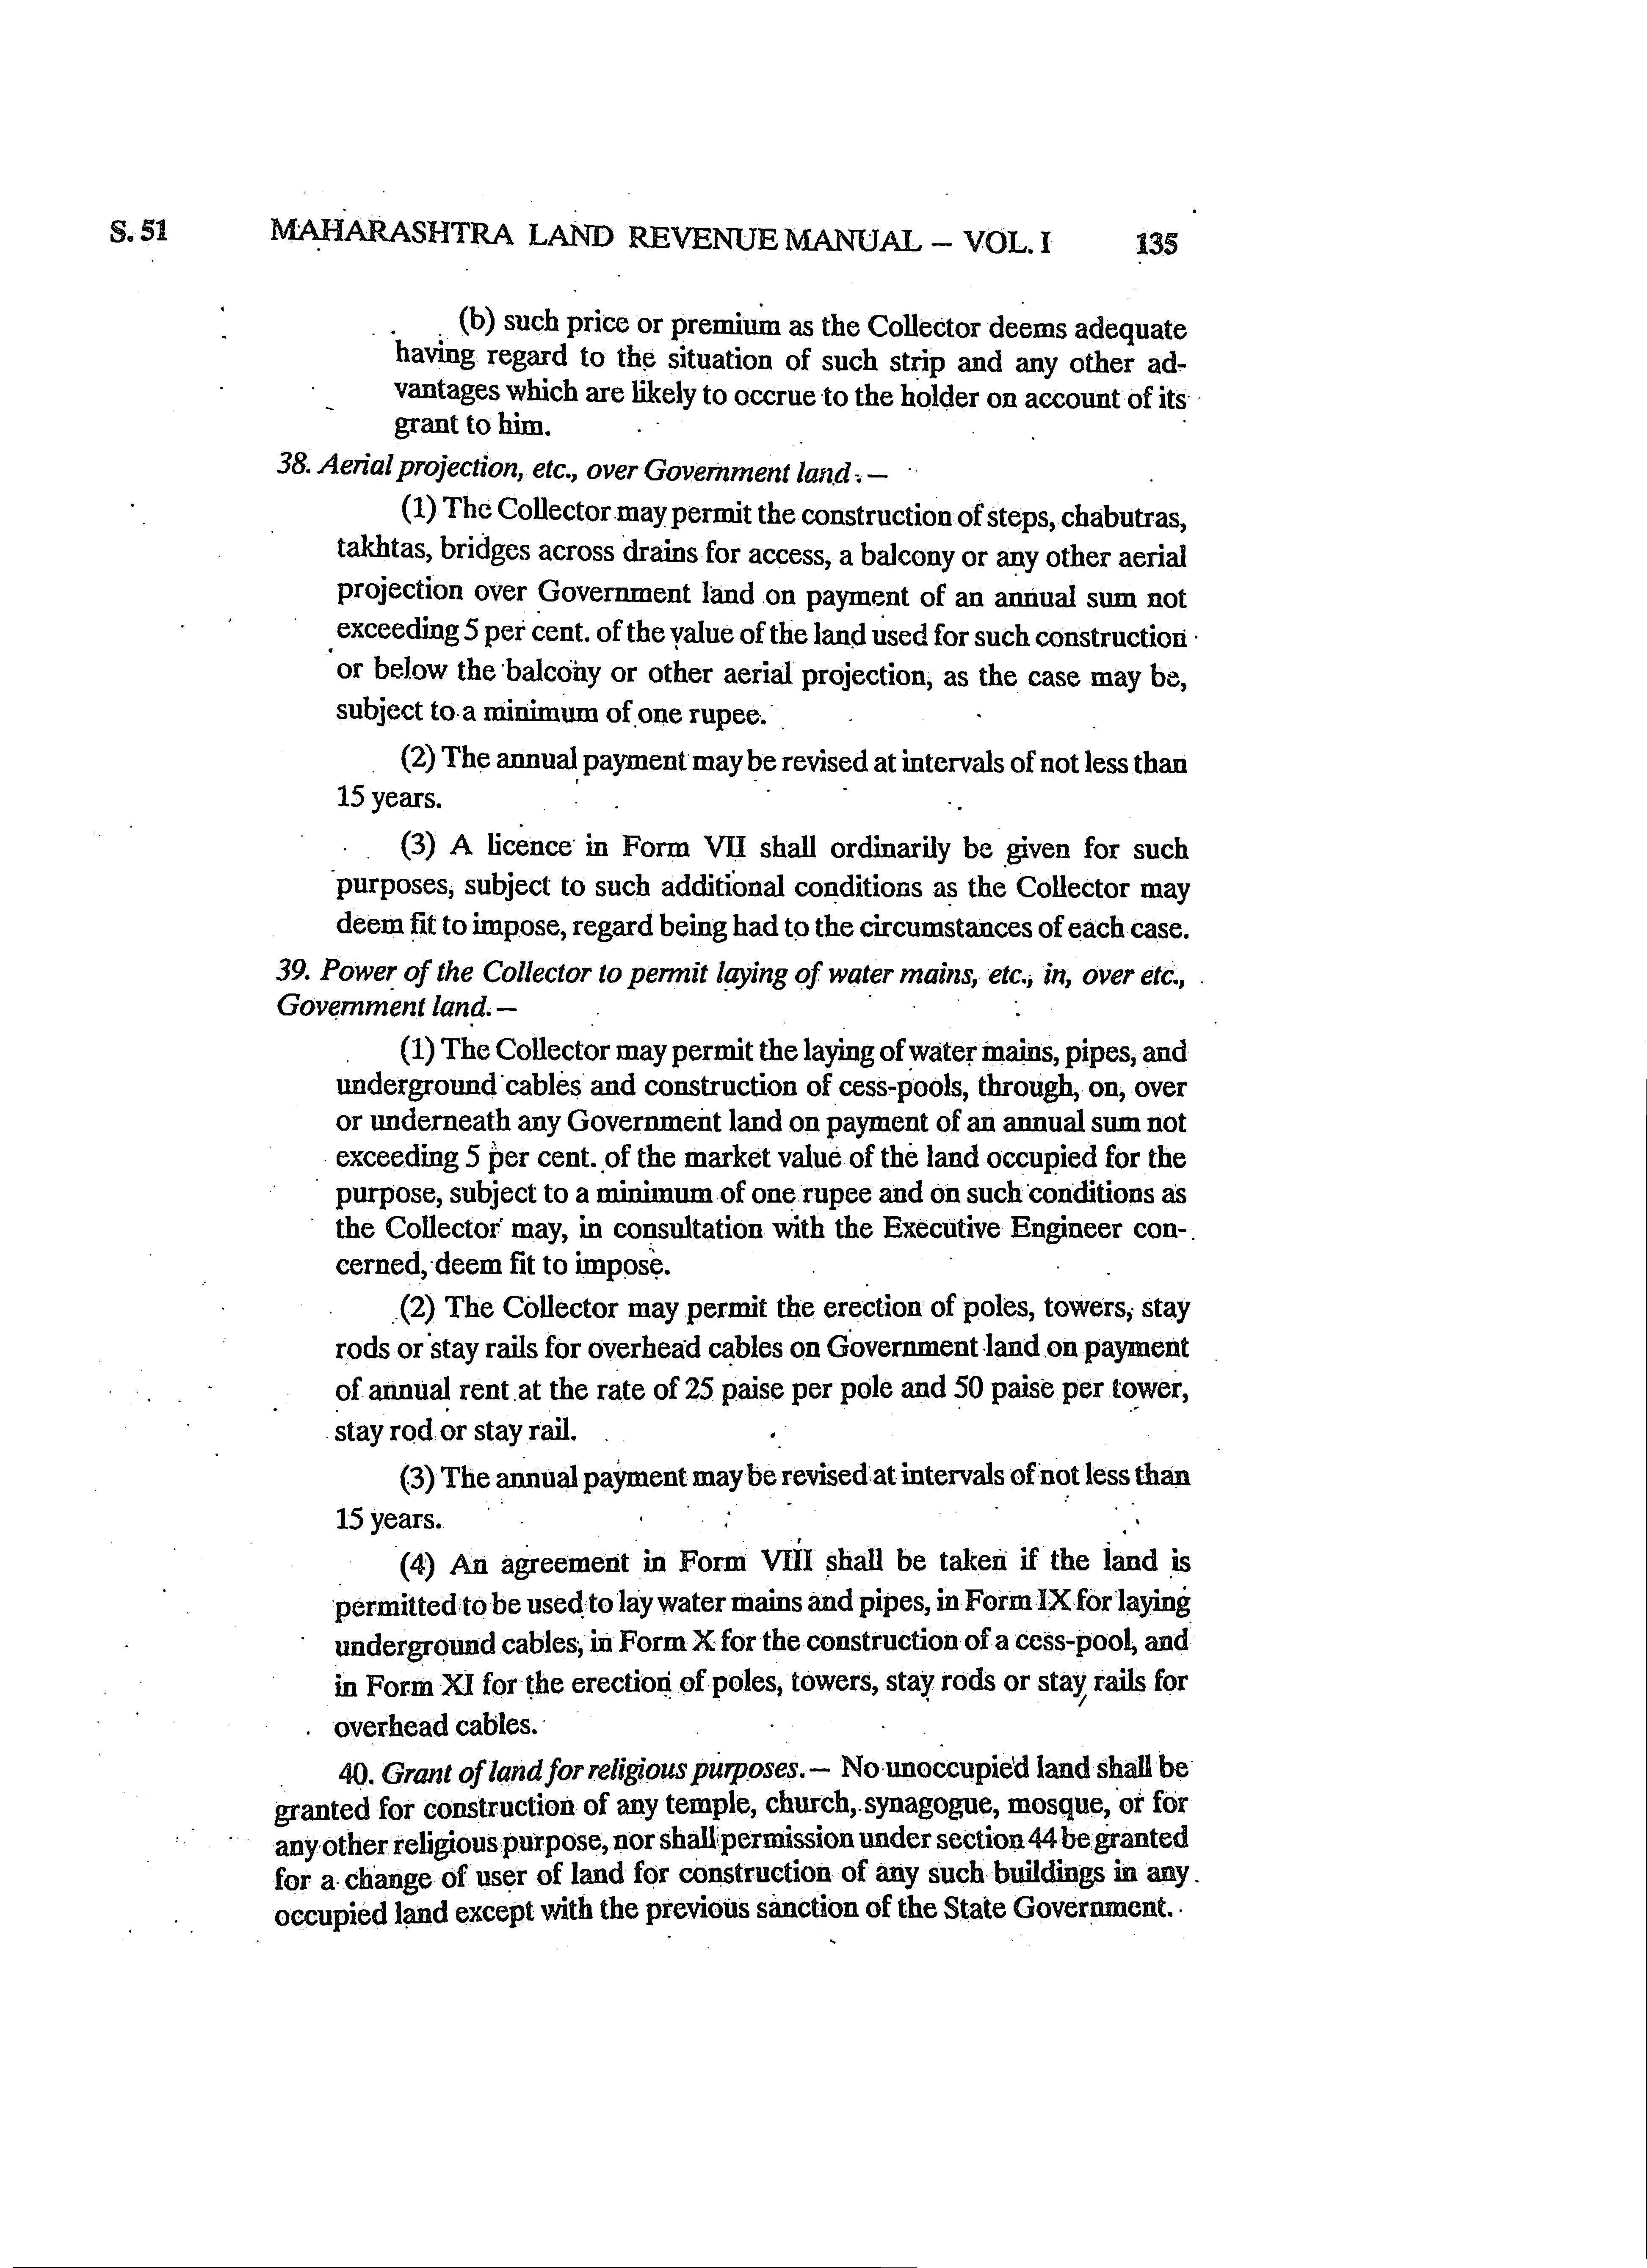 S. 51 MAHARASHTRA LAND REVENUE MANUAL – VOL. I 135
(b) such price or premium as the Collector deems adequate
having regard to the situation of such strip and any other ad-
vantages which are likely to occrue to the holder on account of its
grant to him.
38. Aerial projection, etc., over Government land. —
(1) The Collector may permit the construction of steps, chabutras,
takhtas, bridges across drains for access, a balcony or any other aerial
projection over Government land on payment of an annual sum not
exceeding 5 per cent. of the value of the land used for such construction
or below the balcony or other aerial projection, as the case may be,
subject to a minimum of one rupee.
(2) The annual payment may be revised at intervals of not less than
15 years.
(3) A licence in Form VII shall ordinarily be given for such
purposes, subject to such additional conditions as the Collector may
deem fit to impose, regard being had to the circumstances of each case.
39. Power of the Collector to permit laying of water mains, etc., in, over etc.,
Government land. —
(1) The Collector may permit the laying of water mains, pipes, and
underground cables and construction of cess-pools, through, on, over
or underneath any Government land on payment of an annual sum not
exceeding 5 per cent. of the market value of the land occupied for the
purpose, subject to a minimum of one rupee and on such conditions as
the Collector may, in consultation with the Executive Engineer con-
cerned, deem fit to impose.
(2) The Collector may permit the erection of poles, towers, stay
rods or stay rails for overhead cables on Government land on payment
of annual rent at the rate of 25 paise per pole and 50 paise per tower,
stay rod or stay rail.
(3) The annual payment may be revised at intervals of not less than
15 years.
(4) An agreement in Form VIII shall be taken if the land is
permitted to be used to lay water mains and pipes, in Form IX for laying
underground cables, in Form X for the construction of a cess-pool, and
in Form XI for the erection of poles, towers, stay rods or stay rails for
overhead cables.
40. Grant of land for religious purposes. — No unoccupied land shall be
granted for construction of any temple, church, synagogue, mosque, or for
any other religious purpose, nor shall permission under section 44 be granted
for a change of user of land for construction of any such buildings in any
occupied land except with the previous sanction of the State Government.